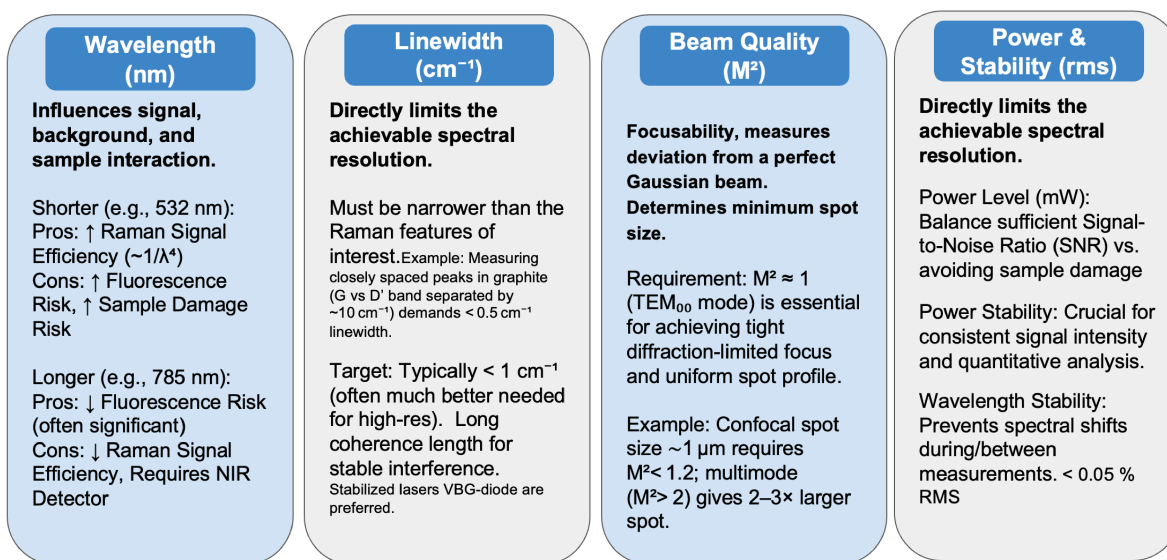 Wavelength
(nm)
Influences signal,
background, and
sample interaction.
Shorter (e.g., 532 nm):
Pros: ↑ Raman Signal
Efficiency (~1/λ⁴)
Cons: ↑ Fluorescence
Risk, ↑ Sample Damage
Risk
Longer (e.g., 785 nm):
Pros: ↓ Fluorescence Risk
(often significant)
Cons: ↓ Raman Signal
Efficiency, Requires NIR
Detector
Linewidth
(cm⁻¹)
Directly limits the
achievable spectral
resolution.
Must be narrower than the
Raman features of
interest.Example: Measuring
closely spaced peaks in graphite
(G vs D’ band separated by
~10 cm⁻¹) demands < 0.5 cm⁻¹
linewidth.
Target: Typically < 1 cm⁻¹
(often much better needed
for high-res). Long
coherence length for
stable interference.
Stabilized lasers VBG-diode are
preferred.
Beam Quality
(M²)
Focusability, measures
deviation from a perfect
Gaussian beam.
Determines minimum spot
size.
Requirement: M² ≈ 1
(TEM₀₀ mode) is essential
for achieving tight
diffraction-limited focus
and uniform spot profile.
Example: Confocal spot
size ~1 µm requires
M²< 1.2; multimode
(M²> 2) gives 2–3× larger
spot.
Power &
Stability (rms)
Directly limits the
achievable spectral
resolution.
Power Level (mW):
Balance sufficient Signal-
to-Noise Ratio (SNR) vs.
avoiding sample damage
Power Stability: Crucial for
consistent signal intensity
and quantitative analysis.
Wavelength Stability:
Prevents spectral shifts
during/between
measurements. < 0.05 %
RMS